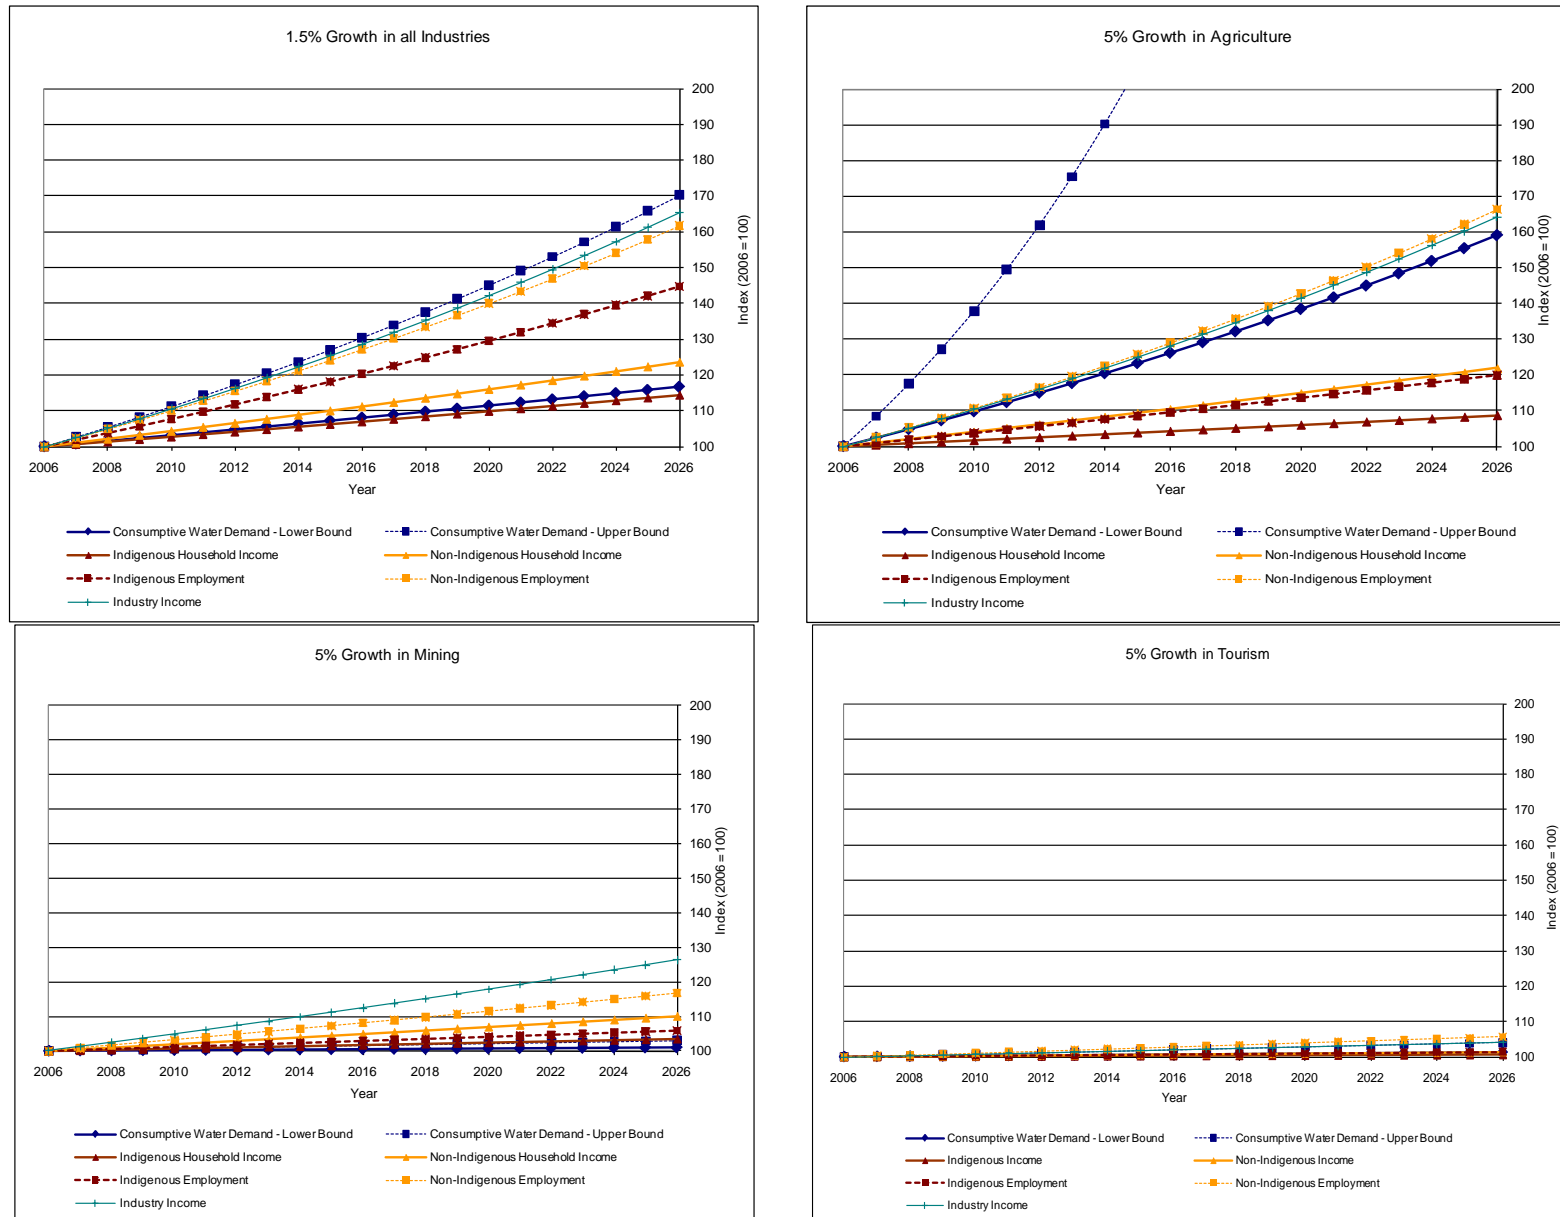 1.5% Growth in all Industries
200
190
180
170
160
150
140
130
120
110
100
Index (2006 = 100)
2006 2008 2010 2012 2014 2016 2018 2020 2022 2024 2026
Year
Consumptive Water Demand - Lower Bound Consumptive Water Demand - Upper Bound
Indigenous Household Income Non-Indigenous Household Income
Indigenous Employment Non-Indigenous Employment
Industry Income
5% Growth in Agriculture
200
190
180
170
160
150
140
130
120
110
100
Index (2006 = 100)
2006 2008 2010 2012 2014 2016 2018 2020 2022 2024 2026
Year
Consumptive Water Demand - Lower Bound Consumptive Water Demand - Upper Bound
Indigenous Household Income Non-Indigenous Household Income
Indigenous Employment Non-Indigenous Employment
Industry Income
5% Growth in Mining
200
190
180
170
160
150
140
130
120
110
100
Index (2006 = 100)
2006 2008 2010 2012 2014 2016 2018 2020 2022 2024 2026
Year
Consumptive Water Demand - Lower Bound Consumptive Water Demand - Upper Bound
Indigenous Household Income Non-Indigenous Household Income
Indigenous Employment Non-Indigenous Employment
Industry Income
5% Growth in Tourism
200
190
180
170
160
150
140
130
120
110
100
Index (2006 = 100)
2006 2008 2010 2012 2014 2016 2018 2020 2022 2024 2026
Year
Consumptive Water Demand - Lower Bound Consumptive Water Demand - Upper Bound
Indigenous Income Non-Indigenous Income
Indigenous Employment Non-Indigenous Employment
Industry Income